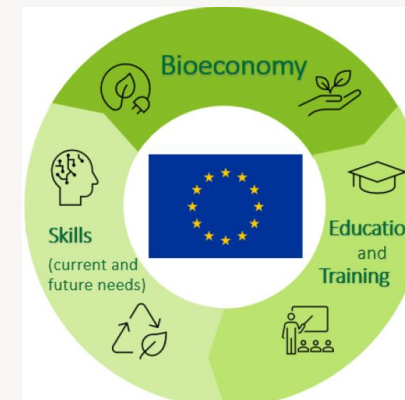 Bioeconomy
Skills
(current and
future needs)
Educatio
and
Training